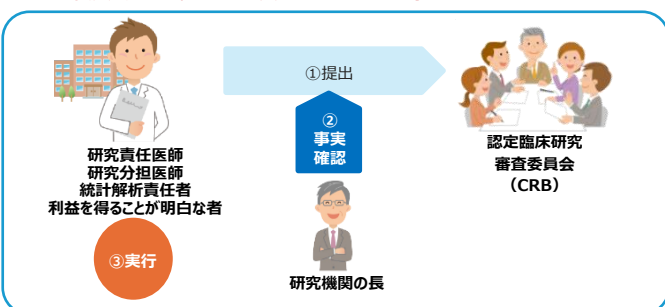 ①提出
②
事実
確認
研究責任医師
研究分担医師
統計解析責任者
利益を得ることが明白な者
認定臨床研究
審査委員会
（CRB）
③実行
研究機関の長